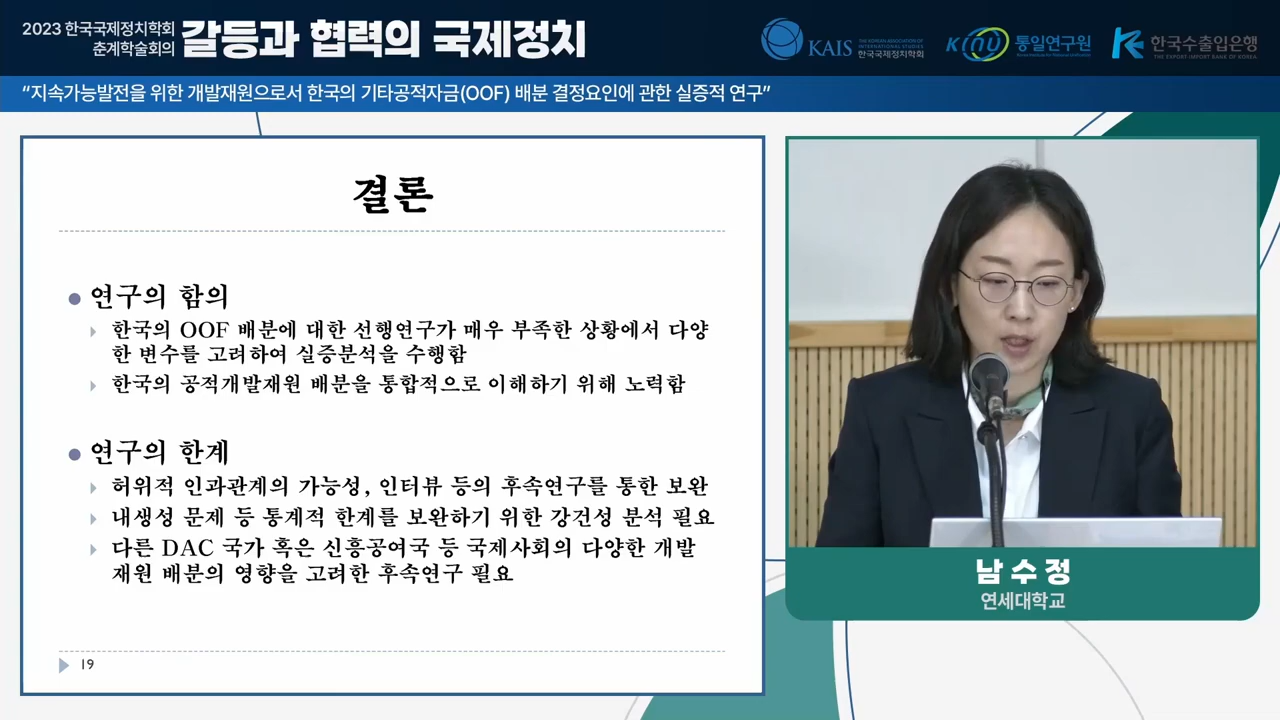 2023 한국국제정치학회
춘계학술회의
갈등과 협력의 국제정치
KAIS
THE KOREAN ASSOCIATION OF
INTERNATIONAL STUDIES
한국국제정치학회
KINU
통일연구원
한국수출입은행
THE EXPORT-IMPORT BANK OF KOREA
“지속가능발전을 위한 개발재원으로서 한국의 기타공적자금(OOF) 배분 결정요인에 관한 실증적 연구”
결론
연구의 함의
한국의 OOF 배분에 대한 선행연구가 매우 부족한 상황에서 다양
한 변수를 고려하여 실증분석을 수행함
한국의 공적개발재원 배분을 통합적으로 이해하기 위해 노력함
연구의 한계
허위적 인과관계의 가능성, 인터뷰 등의 후속연구를 통한 보완
내생성 문제 등 통계적 한계를 보완하기 위한 강건성 분석 필요
다른 DAC 국가 혹은 신흥공여국 등 국제사회의 다양한 개발
재원 배분의 영향을 고려한 후속연구 필요
19
남수정
연세대학교